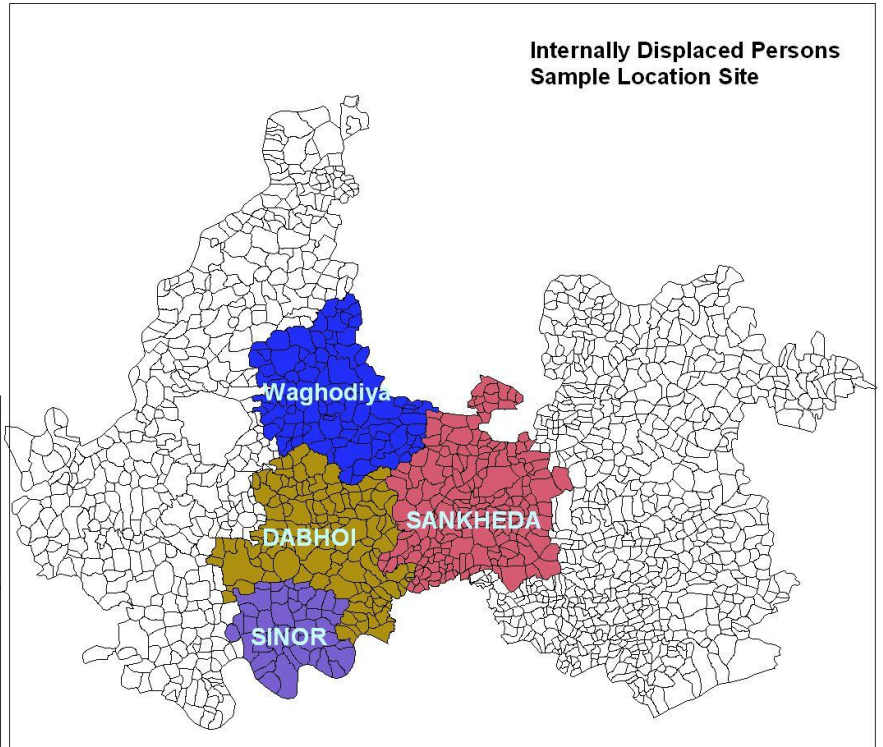 Internally Displaced Persons
Sample Location Site
Waghodiya
SANKHEDA
DABHOI
SINOR